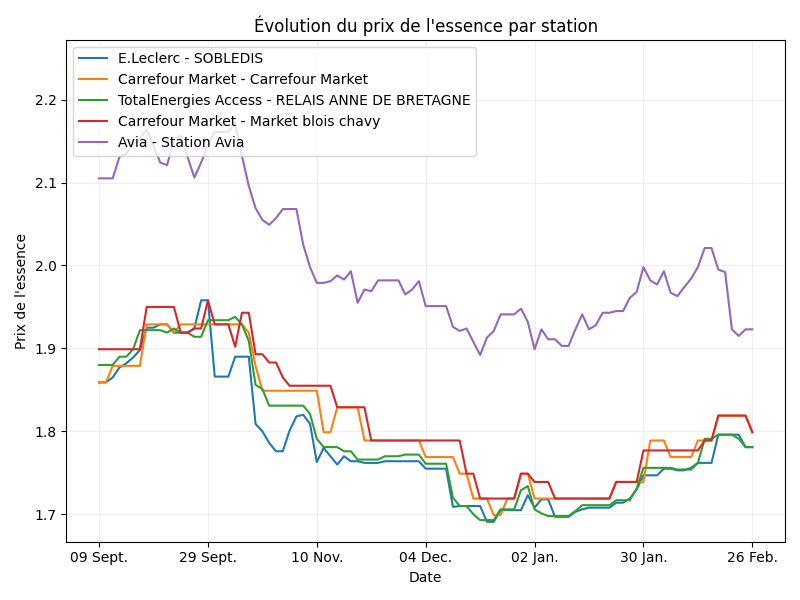 Évolution du prix de l'essence par station
E.Leclerc - SOBLEDIS
Carrefour Market - Carrefour Market
TotalEnergies Access - RELAIS ANNE DE BRETAGNE
Carrefour Market - Market blois chavy
Avia - Station Avia
Prix de l'essence
2.2
2.1
2.0
1.9
1.8
1.7
09 Sept.
29 Sept.
10 Nov.
04 Dec.
02 Jan.
30 Jan.
26 Feb.
Date